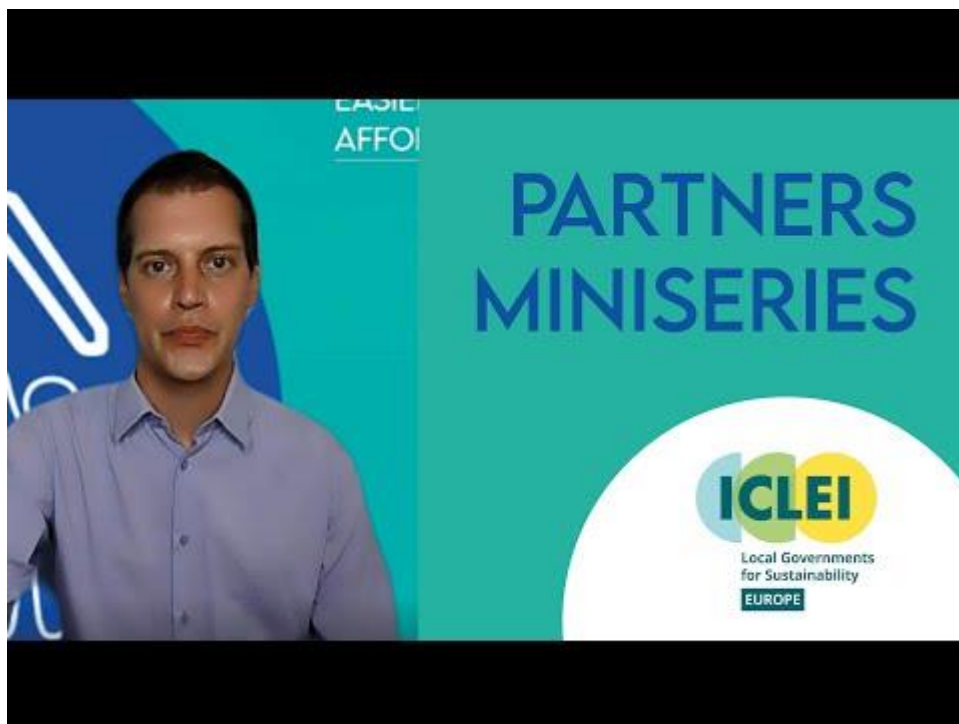 PARTNERS
MINISERIES
ICLEI
Local Governments
for Sustainability
EUROPE